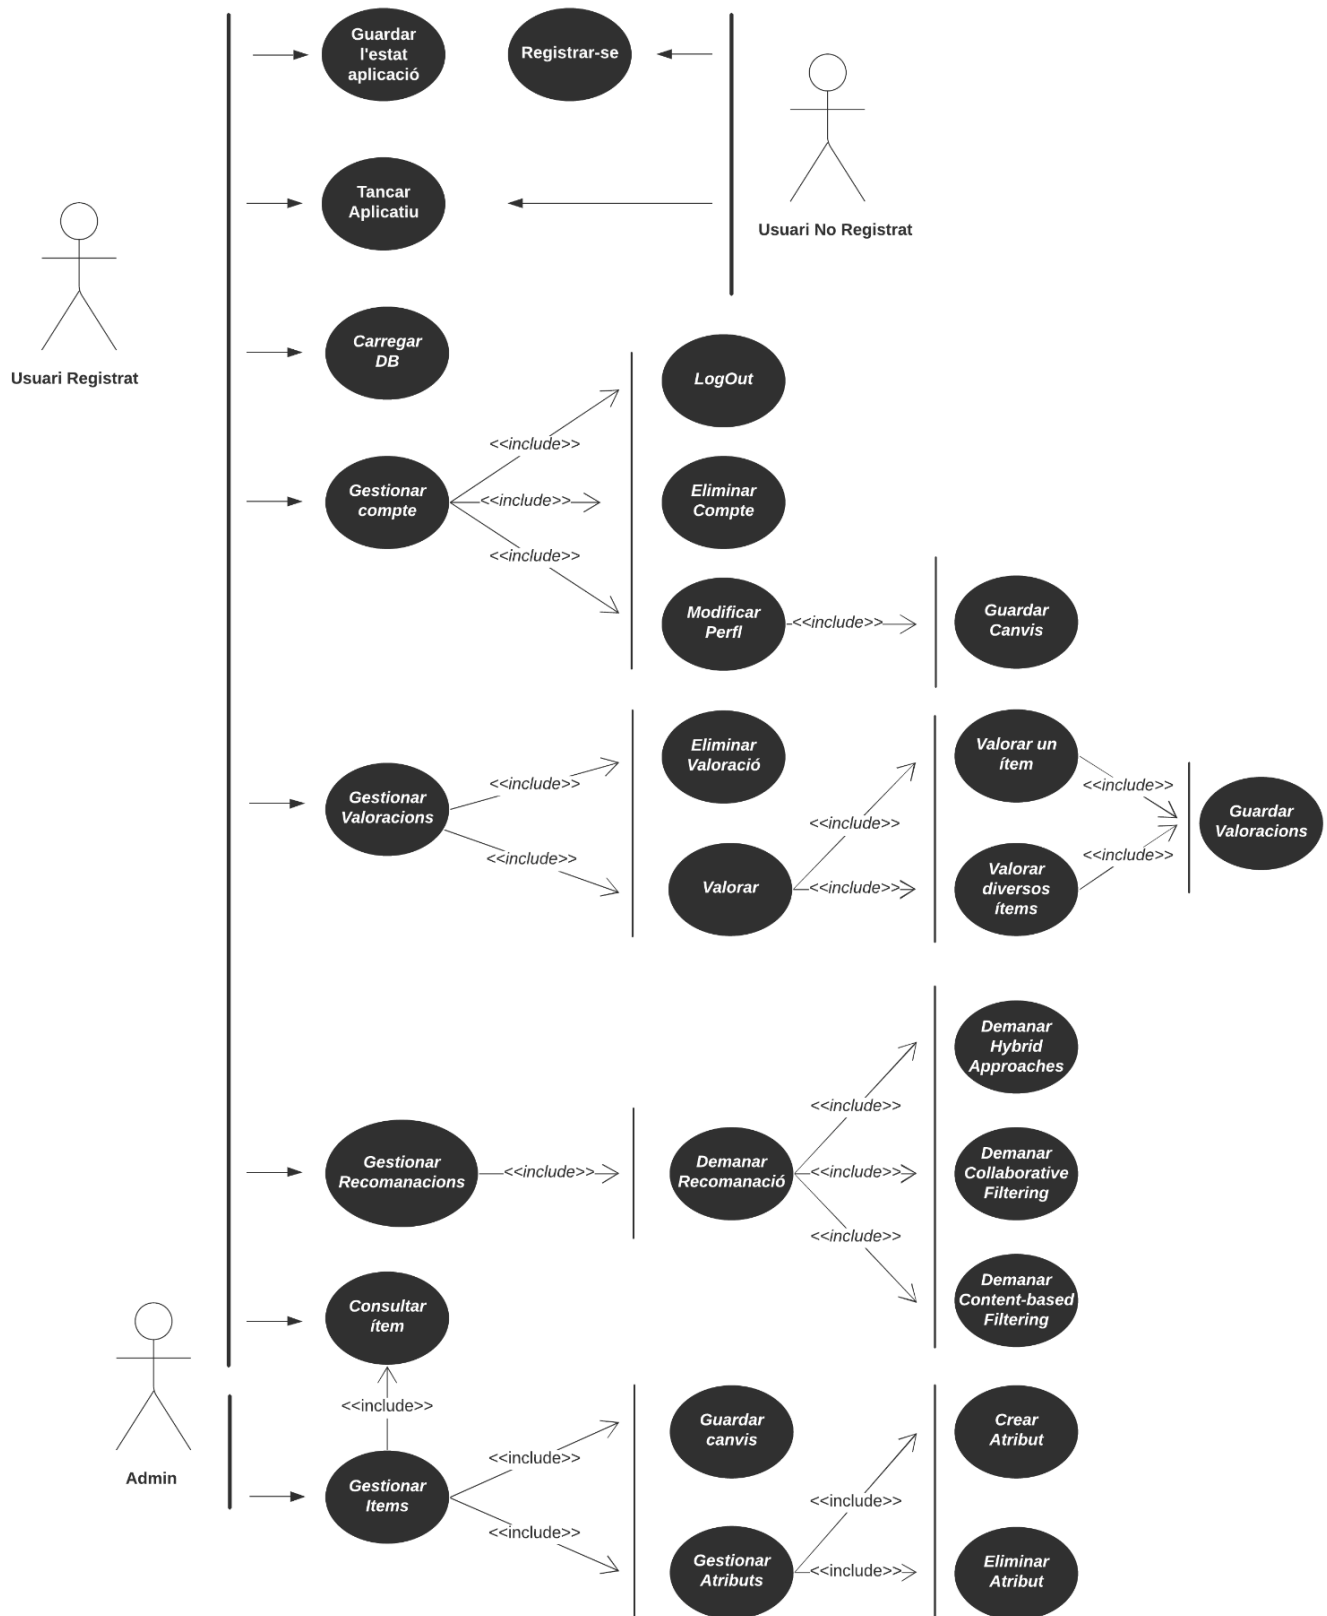 Guardar
l'estat
aplicació
Registrar-se
Usuari No Registrat
Tancar
Aplicatiu
Usuari Registrat
Carregar
DB
LogOut
<<include>>
Gestionar
compte
<<include>>
Eliminar
Compte
<<include>>
Modificar
Perfl
<<include>>
Guardar
Canvis
Eliminar
Valoració
Valorar un
ítem
<<include>>
<<include>>
Gestionar
Valoracions
<<include>>
Guardar
Valoracions
<<include>>
<<include>>
Valorar
<<include>>
Valorar
diversos
ítems
Demanar
Hybrid
Approaches
<<include>>
Gestionar
Recomanacions
<<include>>
Demanar
Recomanació
<<include>>
Demanar
Collaborative
Filtering
<<include>>
Demanar
Content-based
Filtering
Consultar
ítem
<<include>>
Admin
Gestionar
Items
<<include>>
Guardar
canvis
Crear
Atribut
<<include>>
<<include>>
Gestionar
Atributs
<<include>>
Eliminar
Atribut